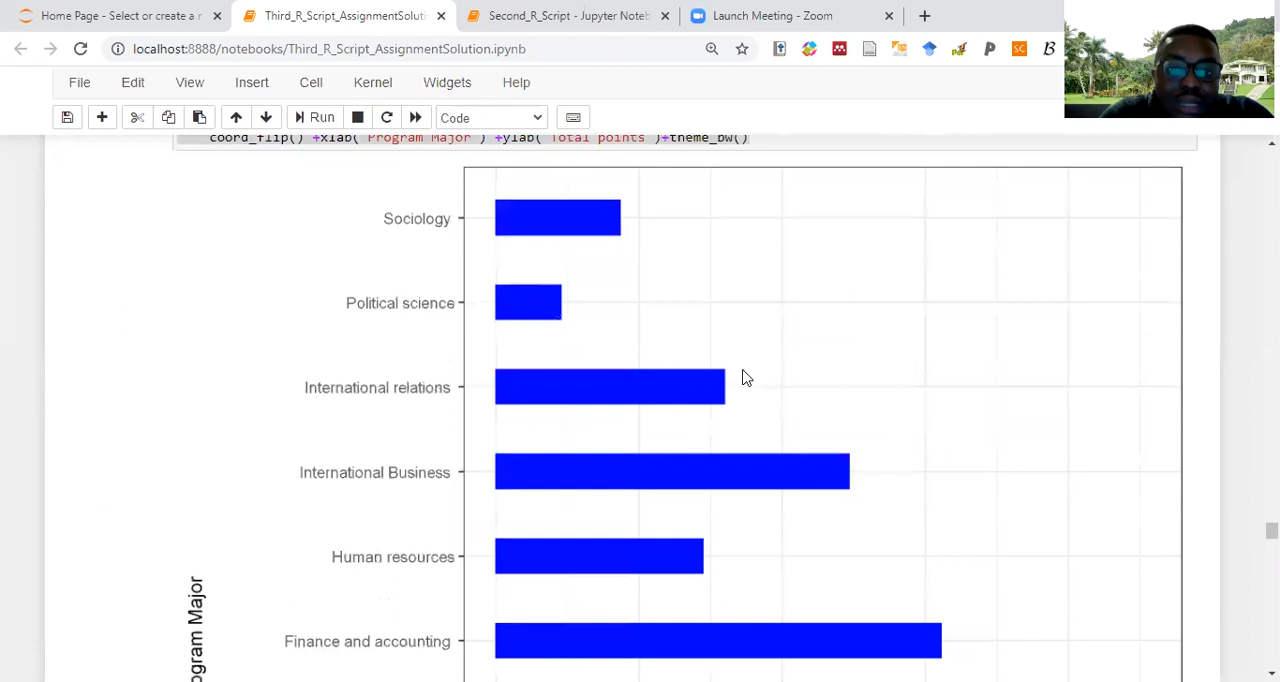 Home Page - Select or create a r
Third_R_Script_AssignmentSoluti
Second_R_Script - Jupyter Noteb
Launch Meeting - Zoom
localhost:8888/notebooks/Third_R_Script_AssignmentSolution.ipynb
SC
File Edit View Insert Cell Kernel Widgets Help
Run Code
coord_flip() +xlab("Program Major") +ylab("Total points")+theme_bw()
Sociology
Political science
International relations
International Business
Human resources
Finance and accounting
ogram Major